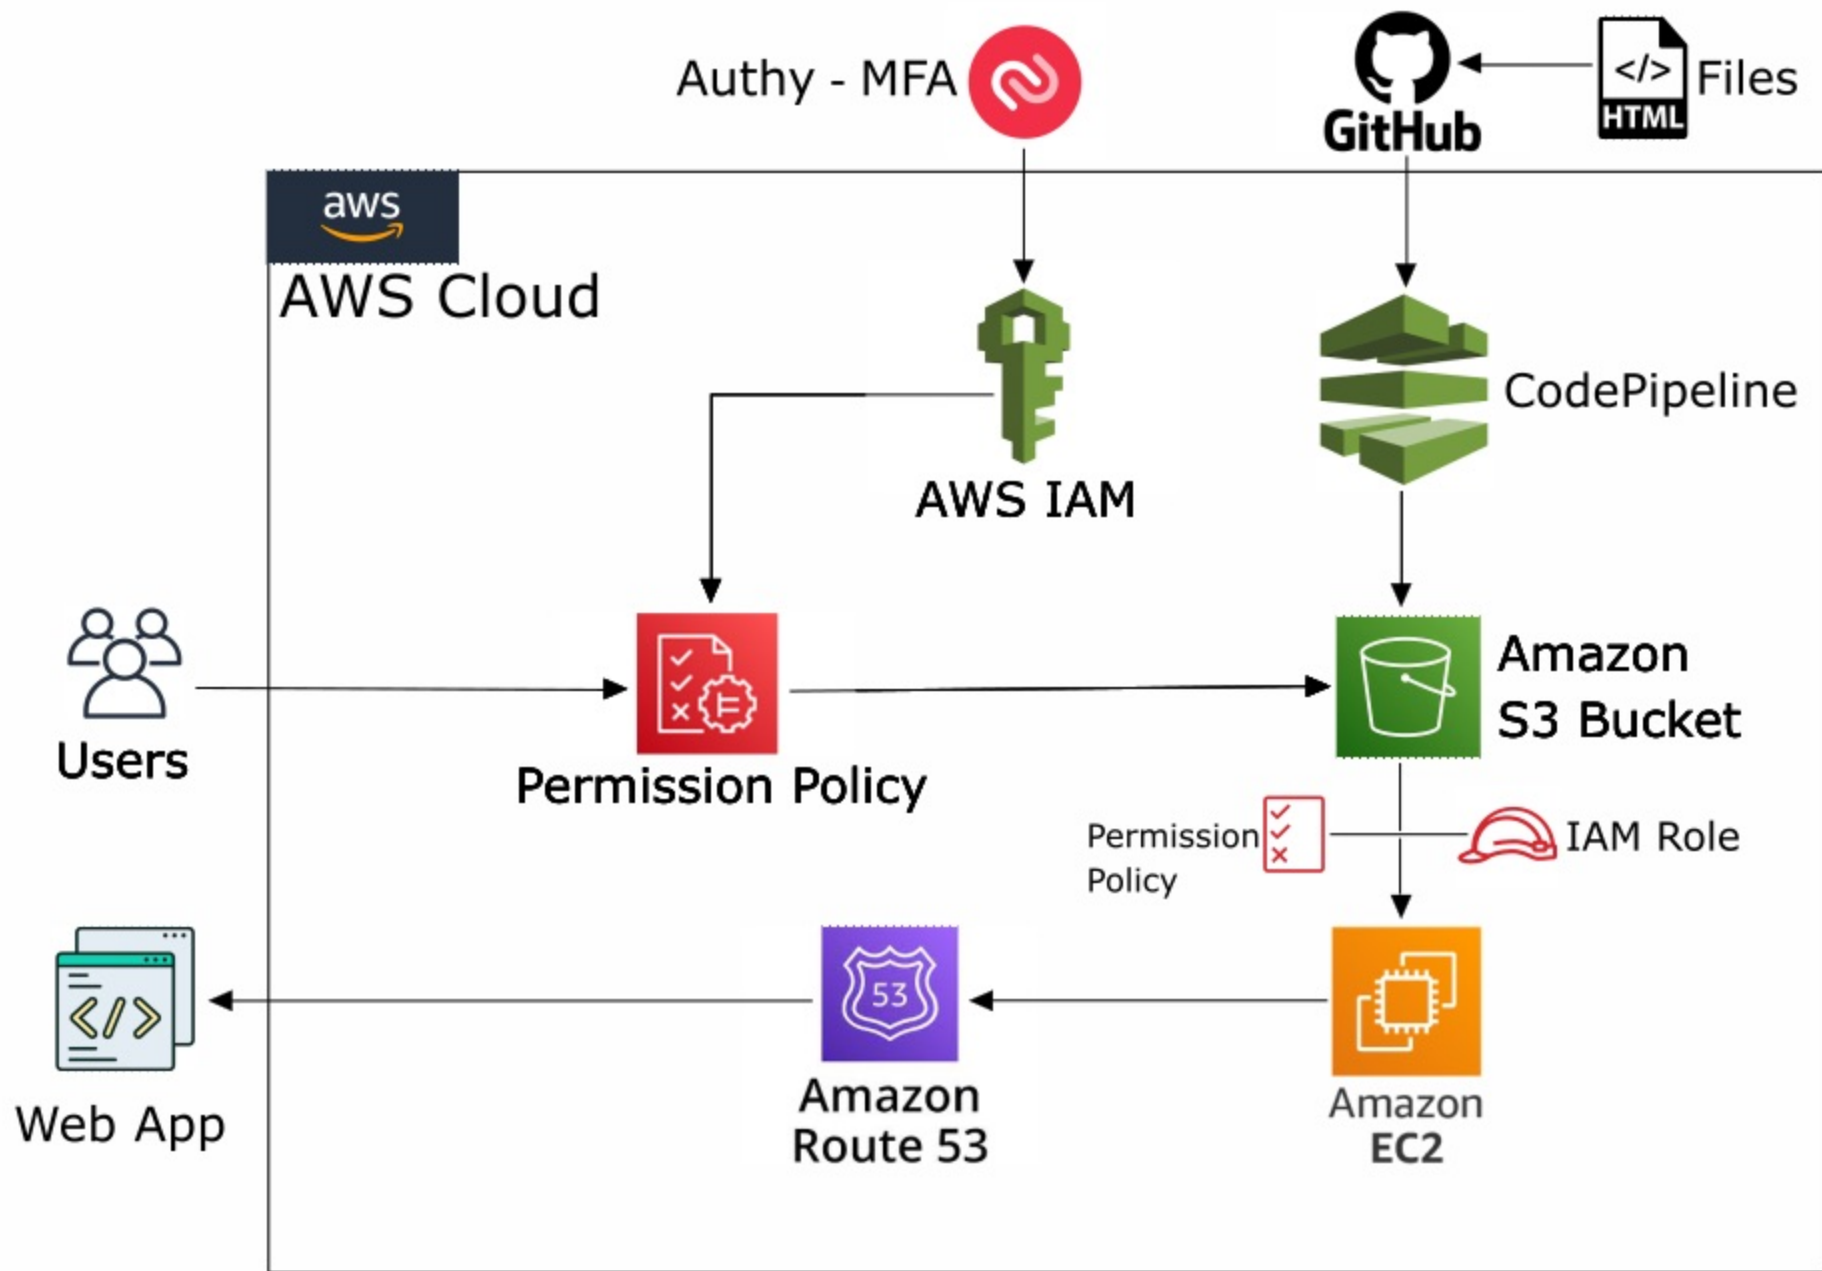 Authy - MFA
GitHub
</>
HTML
Files
aws
AWS Cloud
AWS IAM
CodePipeline
Users
Permission Policy
Amazon
S3 Bucket
Permission
Policy
IAM Role
</>
Web App
53
Amazon
Route 53
Amazon
EC2